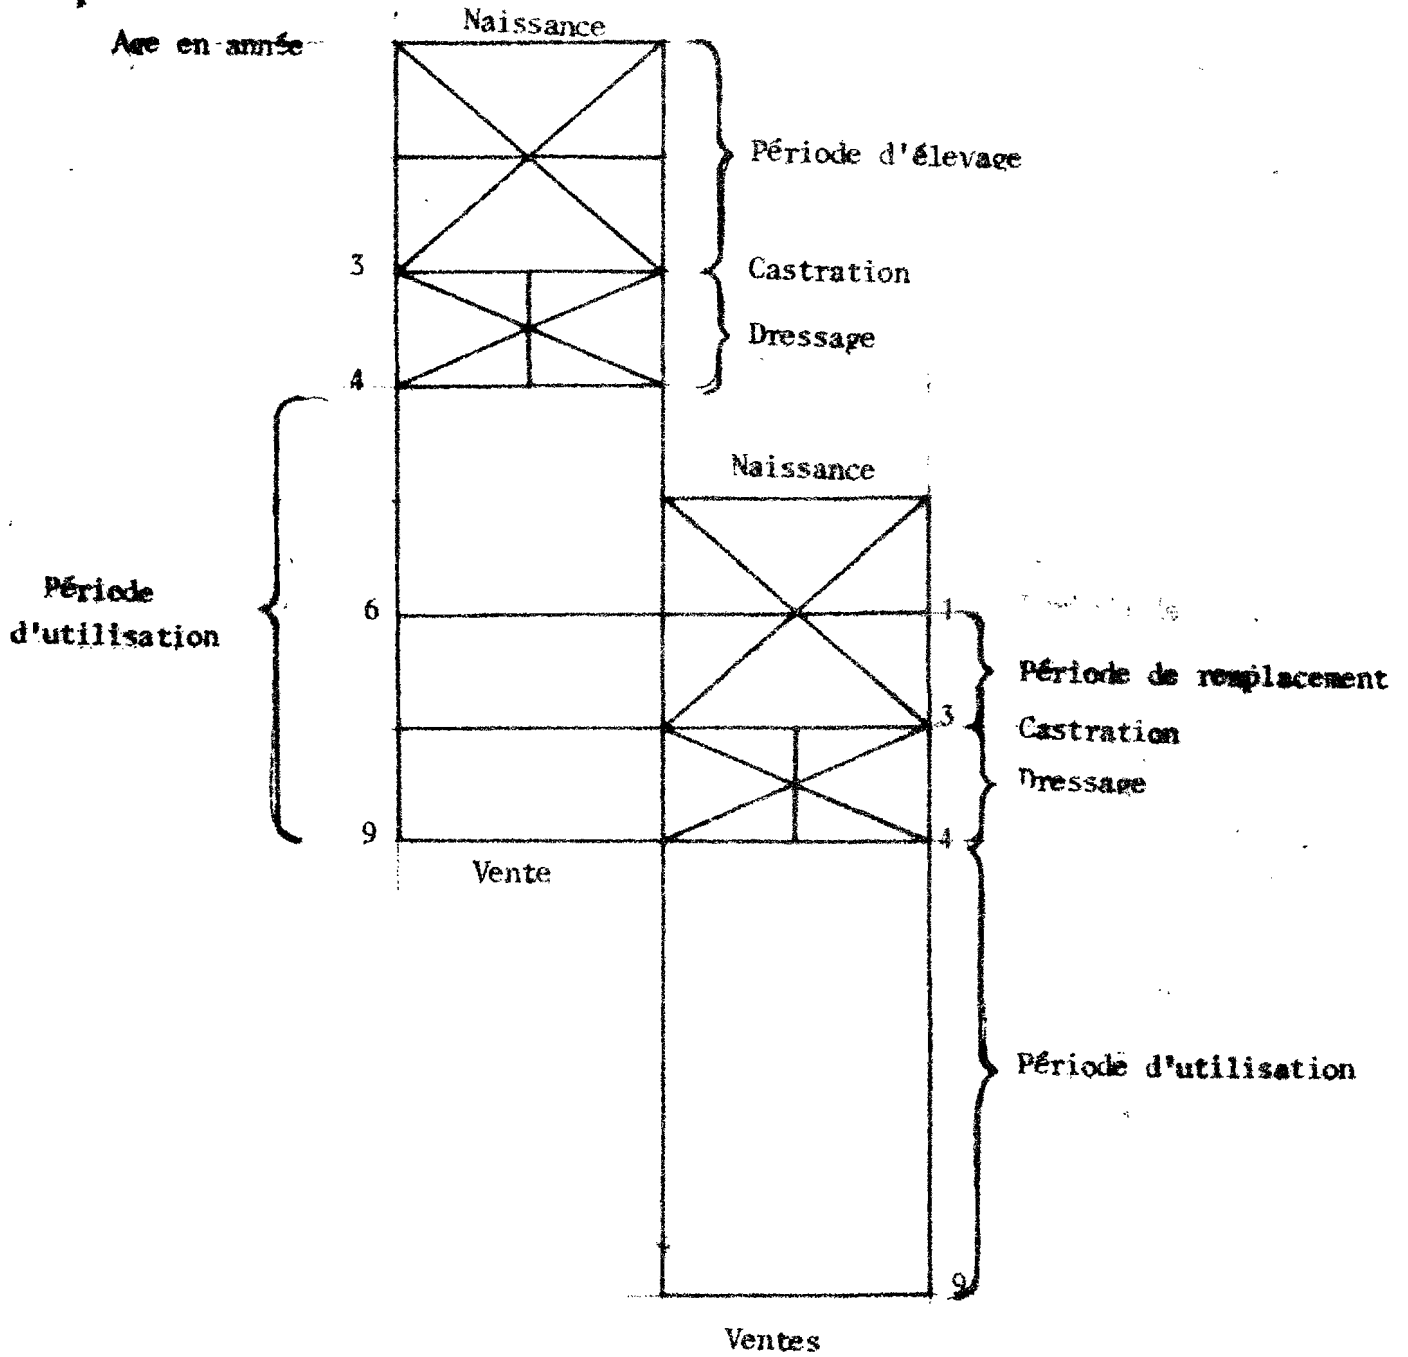 Naissance
Age en année
Période d'élevage
3
Castration
Dressage
4
Naissance
Période
d'utilisation
6
1
Période de remplacement
3
Castration
Dressage
9
4
Vente
Période d'utilisation
9
Ventes